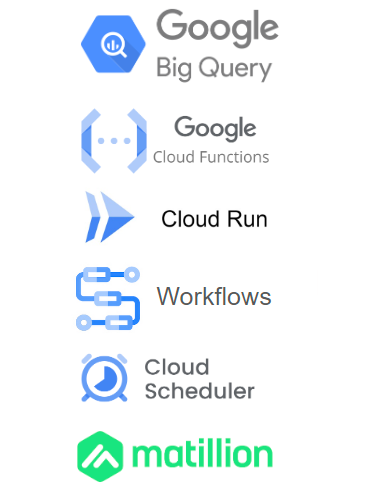 Google
Big Query
Google
Cloud Functions
Cloud Run
Workflows
Cloud
Scheduler
matillion